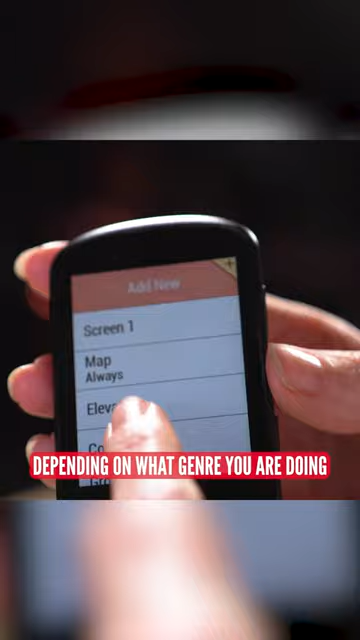 Add New
Screen 1
Map
Always
DEPENDING ON WHAT GENRE YOU ARE DOING